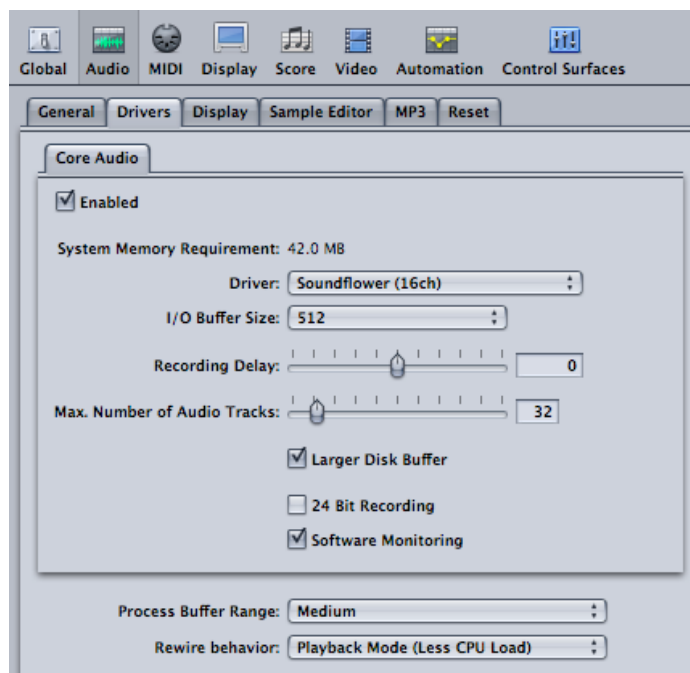 Global Audio MIDI Display Score Video Automation Control Surfaces
General Drivers Display Sample Editor MP3 Reset
Core Audio
Enabled
System Memory Requirement: 42.0 MB
Driver: Soundflower (16ch)
I/O Buffer Size: 512
Recording Delay: 0
Max. Number of Audio Tracks: 32
Larger Disk Buffer
24 Bit Recording
Software Monitoring
Process Buffer Range: Medium
Rewire behavior: Playback Mode (Less CPU Load)